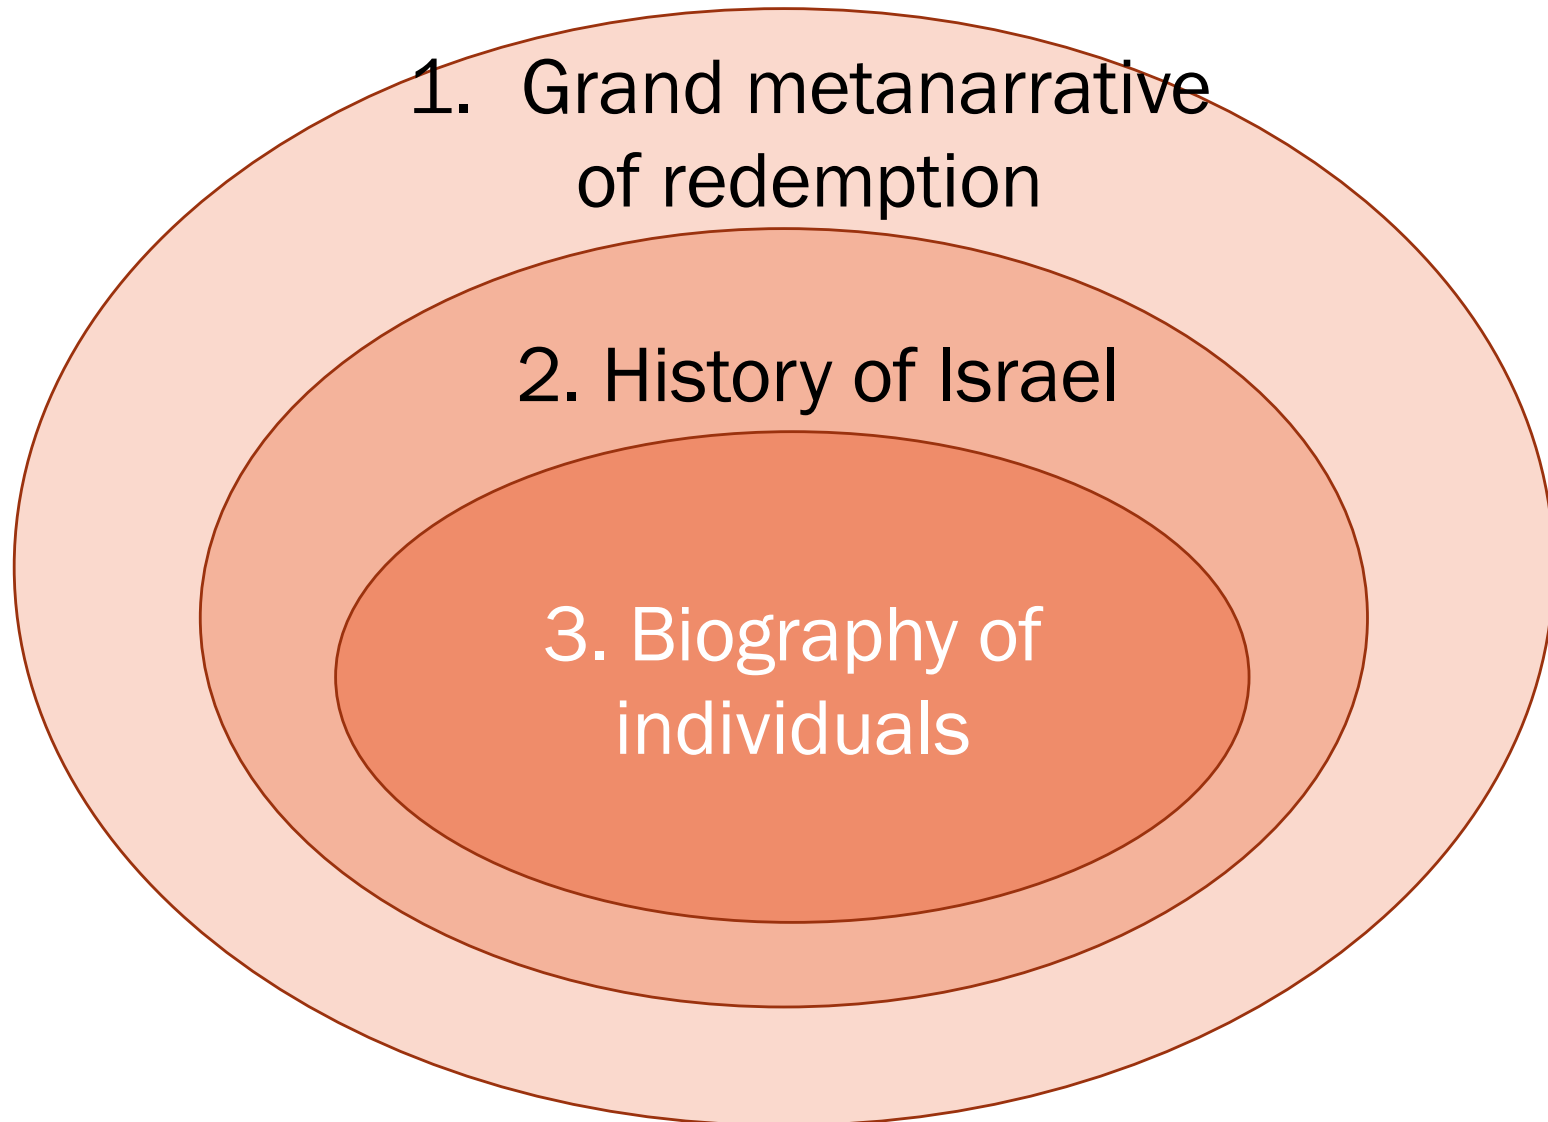 1. Grand metanarrative
of redemption
2. History of Israel
3. Biography of
individuals